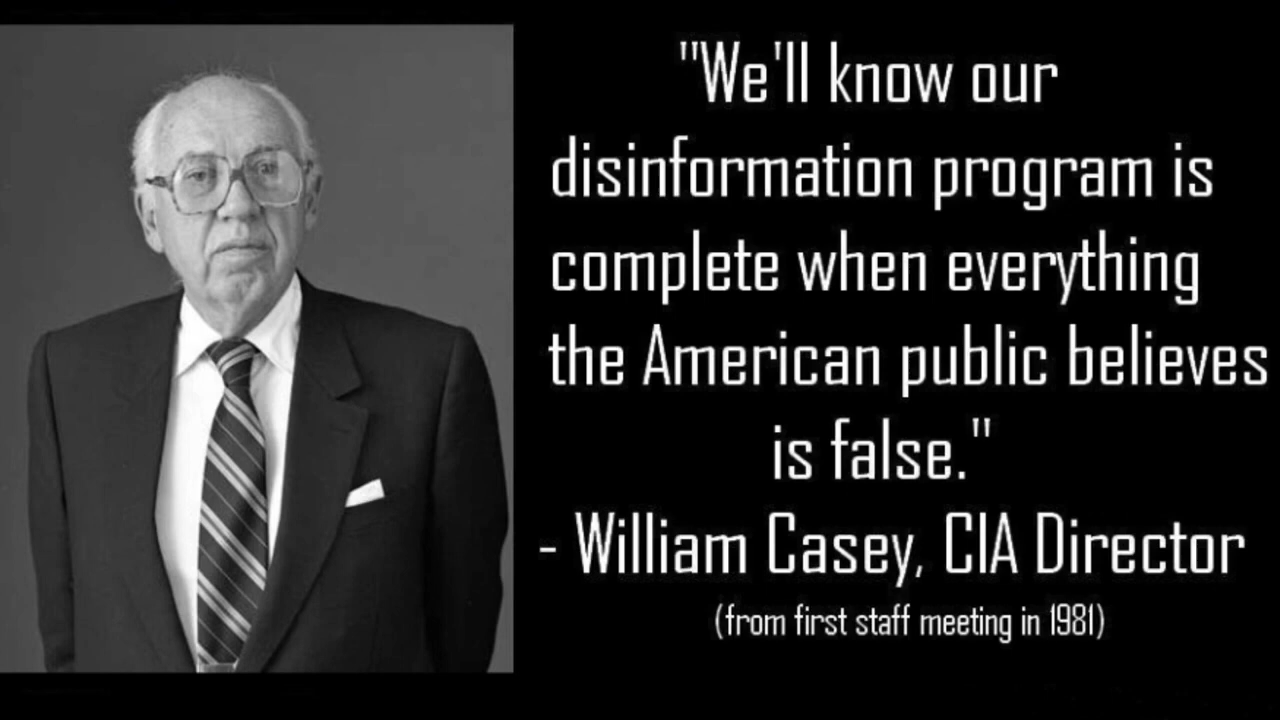 "We'll know our
disinformation program is
complete when everything
the American public believes
is false."
- William Casey, CIA Director
(from first staff meeting in 1981)